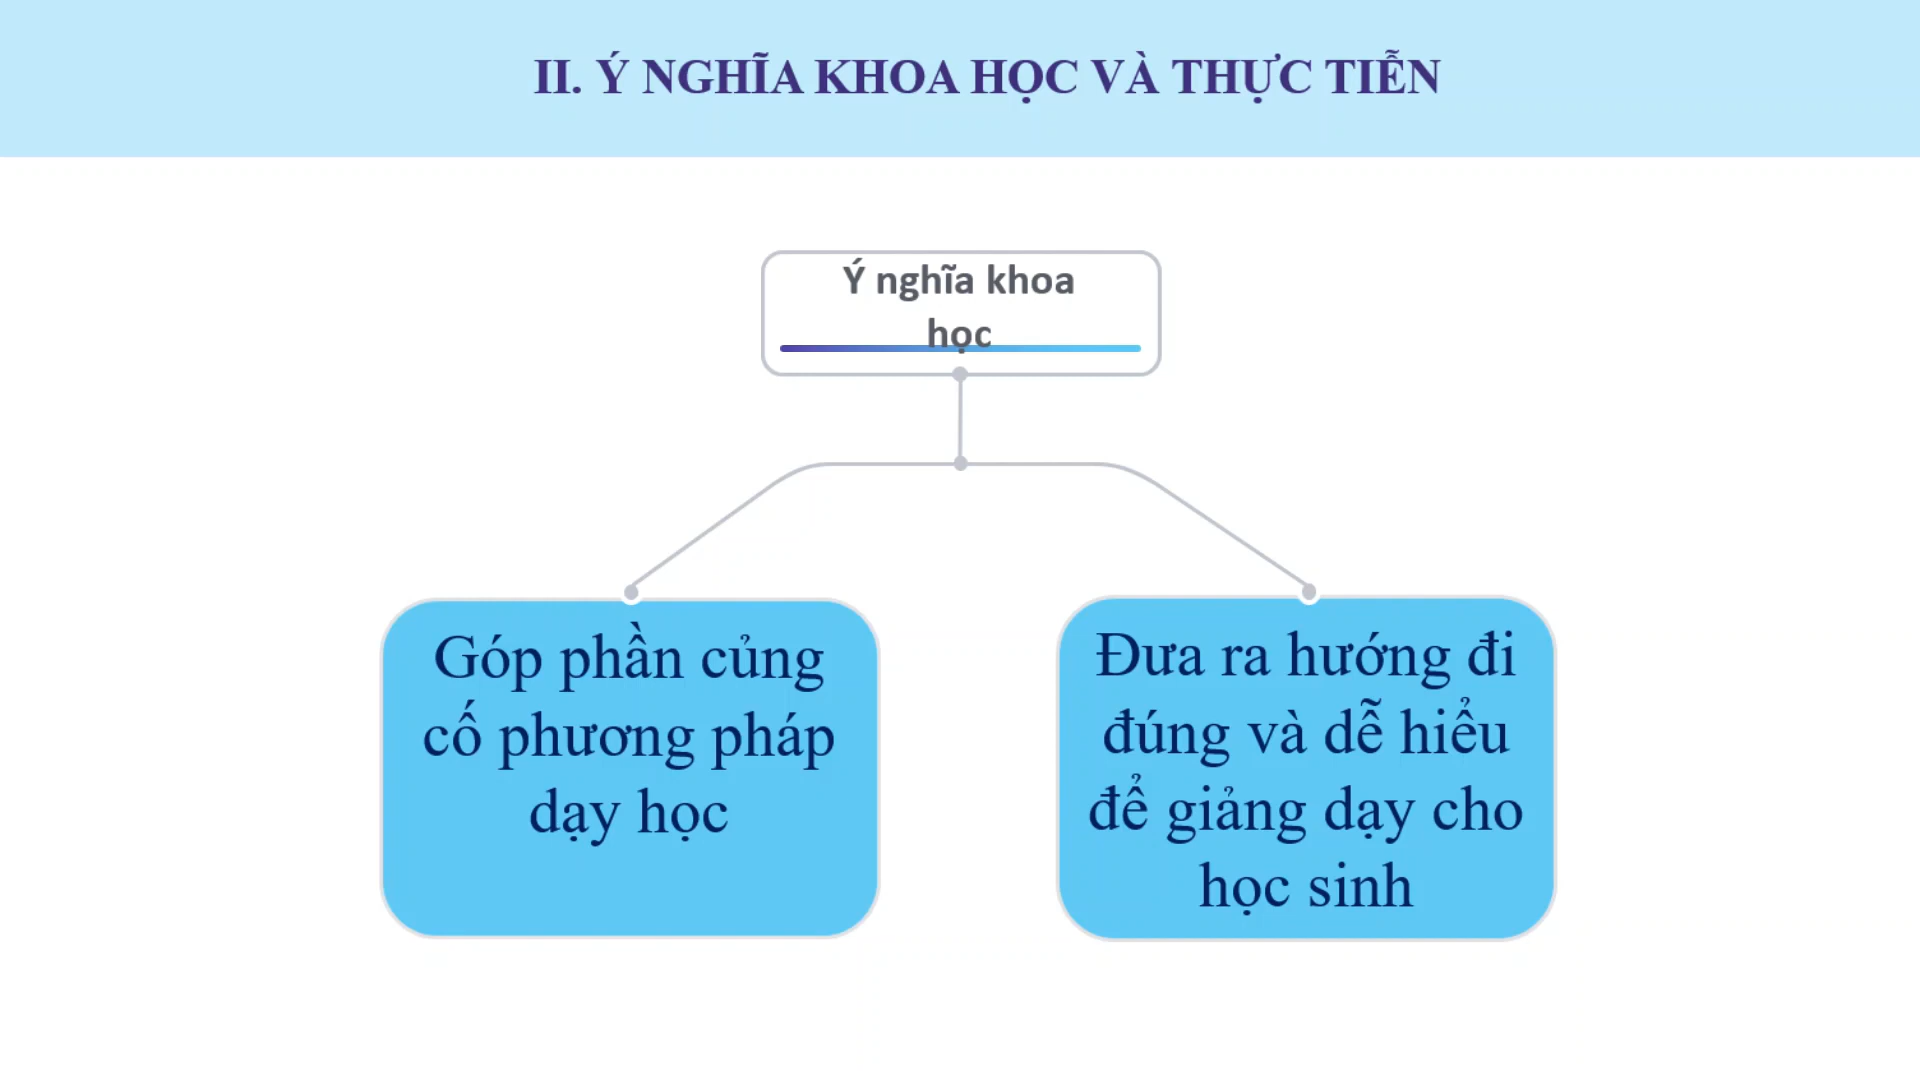 II. Ý NGHĨA KHOA HỌC VÀ THỰC TIỄN
Ý nghĩa khoa
học
Góp phần củng
cố phương pháp
dạy học
Đưa ra hướng đi
đúng và dễ hiểu
để giảng dạy cho
học sinh